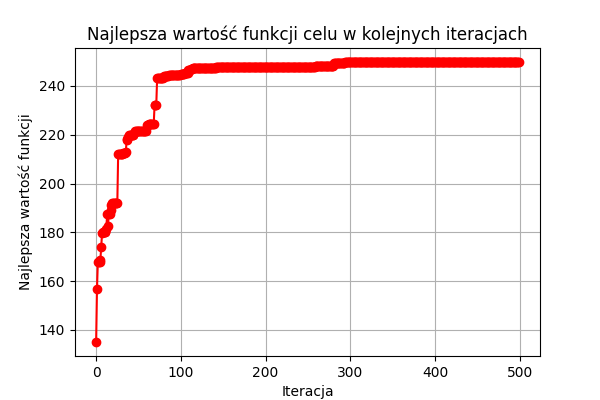 Najlepsza wartość funkcji celu w kolejnych iteracjach
Najlepsza wartość funkcji
240
220
200
180
160
140
0 100 200 300 400 500
Iteracja